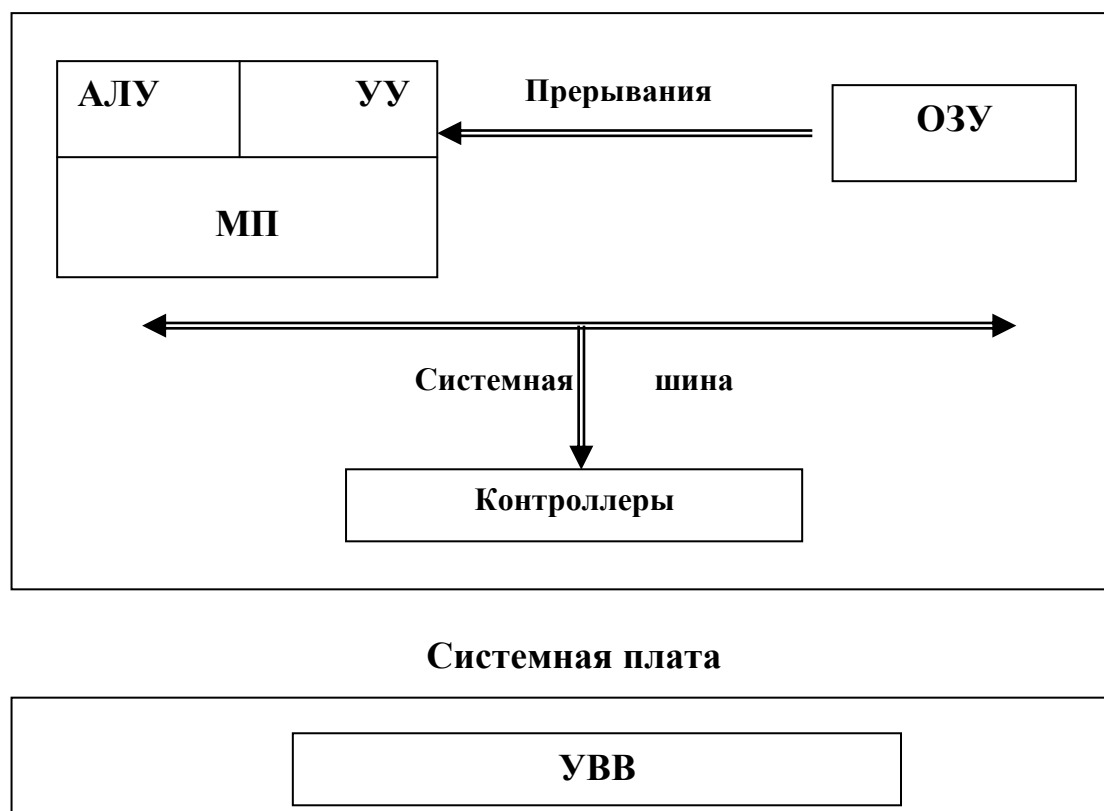 АЛУ УУ
Прерывания
ОЗУ
МП
Системная шина
Контроллеры
Системная плата
УВВ